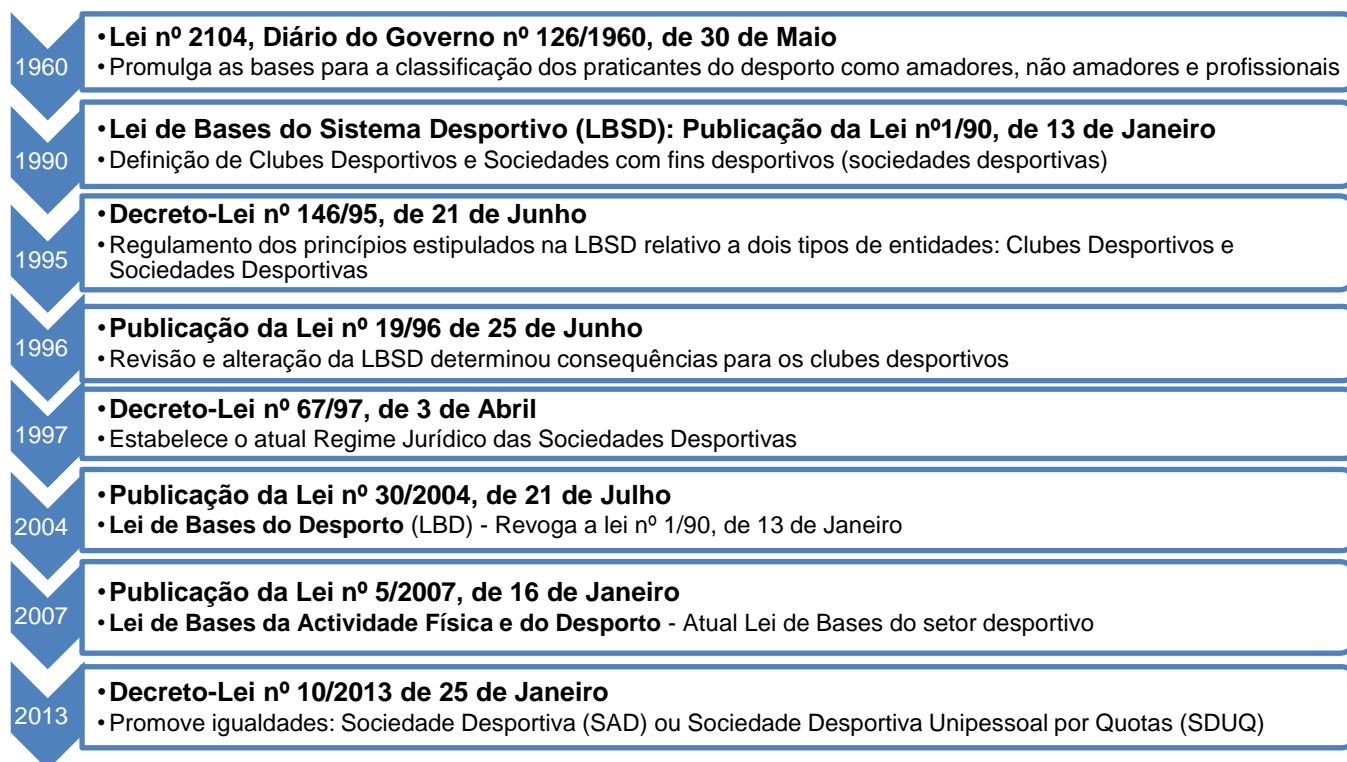 1960
•Lei nº 2104, Diário do Governo nº 126/1960, de 30 de Maio
•Promulga as bases para a classificação dos praticantes do desporto como amadores, não amadores e profissionais
1990
•Lei de Bases do Sistema Desportivo (LBSD): Publicação da Lei nº1/90, de 13 de Janeiro
•Definição de Clubes Desportivos e Sociedades com fins desportivos (sociedades desportivas)
1995
•Decreto-Lei nº 146/95, de 21 de Junho
•Regulamento dos princípios estipulados na LBSD relativo a dois tipos de entidades: Clubes Desportivos e
Sociedades Desportivas
1996
•Publicação da Lei nº 19/96 de 25 de Junho
•Revisão e alteração da LBSD determinou consequências para os clubes desportivos
1997
•Decreto-Lei nº 67/97, de 3 de Abril
•Estabelece o atual Regime Jurídico das Sociedades Desportivas
2004
•Publicação da Lei nº 30/2004, de 21 de Julho
•Lei de Bases do Desporto (LBD) - Revoga a lei nº 1/90, de 13 de Janeiro
2007
•Publicação da Lei nº 5/2007, de 16 de Janeiro
•Lei de Bases da Actividade Física e do Desporto - Atual Lei de Bases do setor desportivo
2013
•Decreto-Lei nº 10/2013 de 25 de Janeiro
•Promove igualdades: Sociedade Desportiva (SAD) ou Sociedade Desportiva Unipessoal por Quotas (SDUQ)